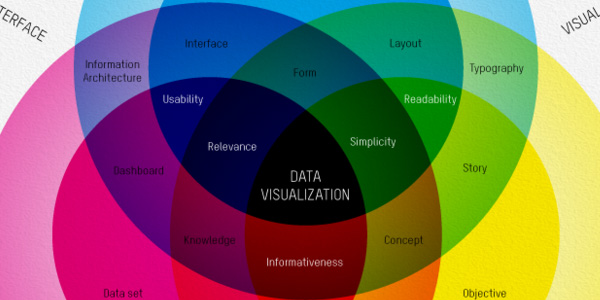 TERFACE
VISUAL
Interface
Layout
Information
Architecture
Form
Typography
Usability
Readability
Relevance
Simplicity
Dashboard
Story
DATA
VISUALIZATION
Knowledge
Concept
Informativeness
Data set
Objective